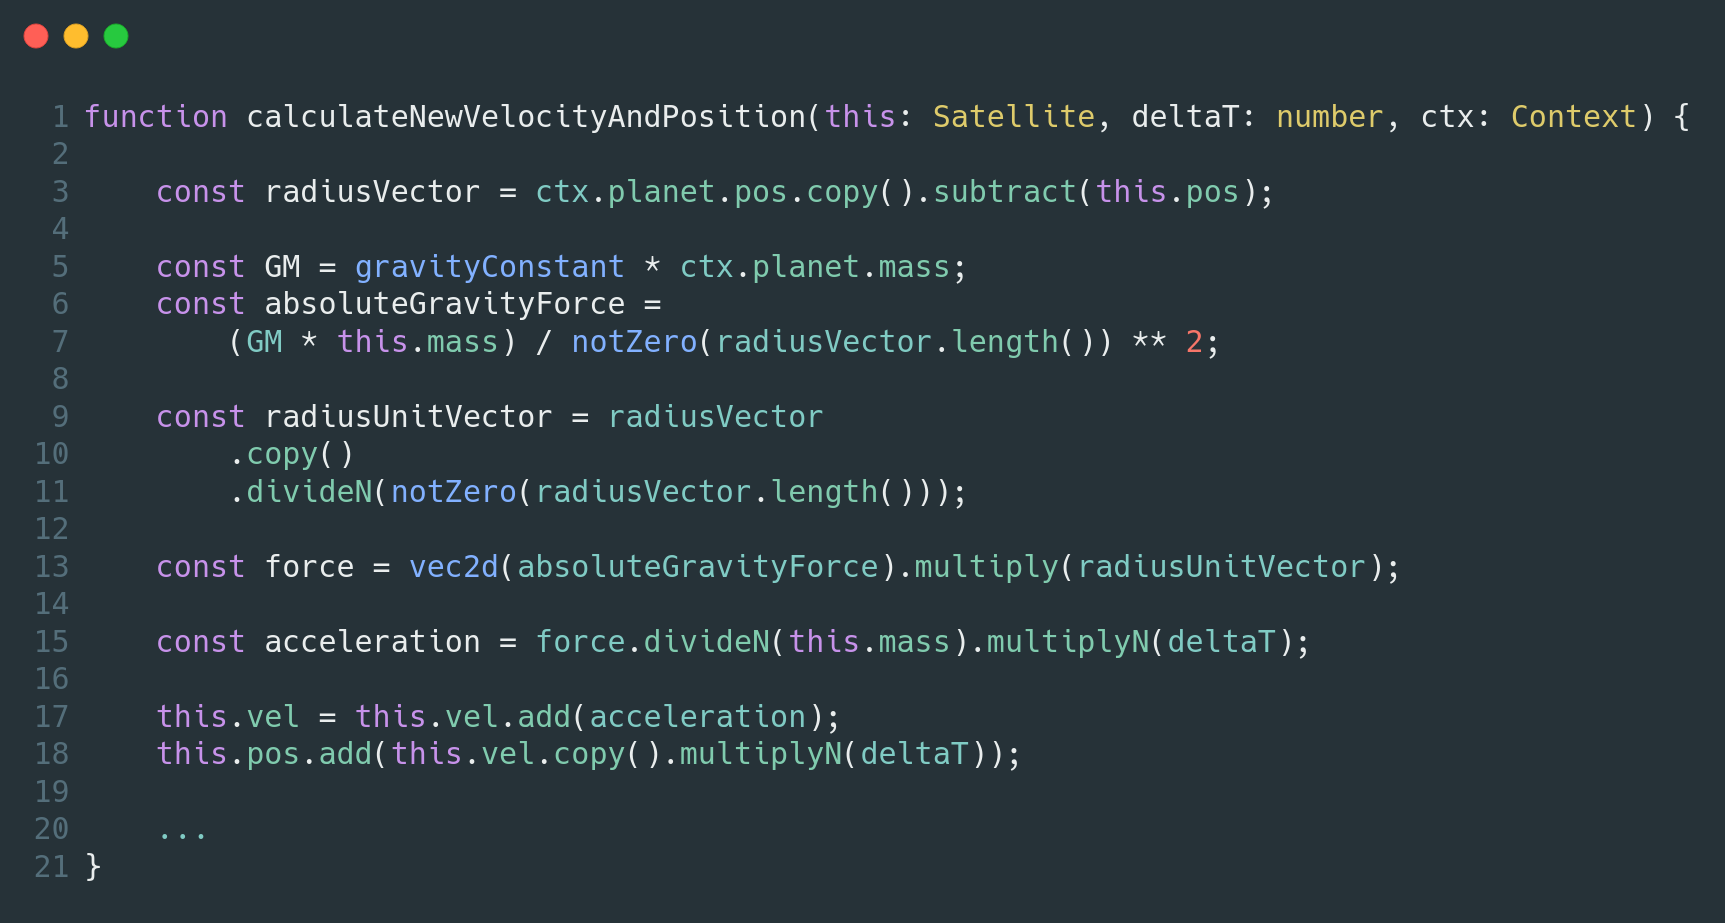 1 function calculateNewVelocityAndPosition(this: Satellite, deltaT: number, ctx: Context) {
2
3     const radiusVector = ctx.planet.pos.copy().subtract(this.pos);
4
5     const GM = gravityConstant * ctx.planet.mass;
6     const absoluteGravityForce =
7         (GM * this.mass) / notZero(radiusVector.length()) ** 2;
8
9     const radiusUnitVector = radiusVector
10         .copy()
11         .divideN(notZero(radiusVector.length()));
12
13     const force = vec2d(absoluteGravityForce).multiply(radiusUnitVector);
14
15     const acceleration = force.divideN(this.mass).multiplyN(deltaT);
16
17     this.vel = this.vel.add(acceleration);
18     this.pos.add(this.vel.copy().multiplyN(deltaT));
19
20     ...
21 }